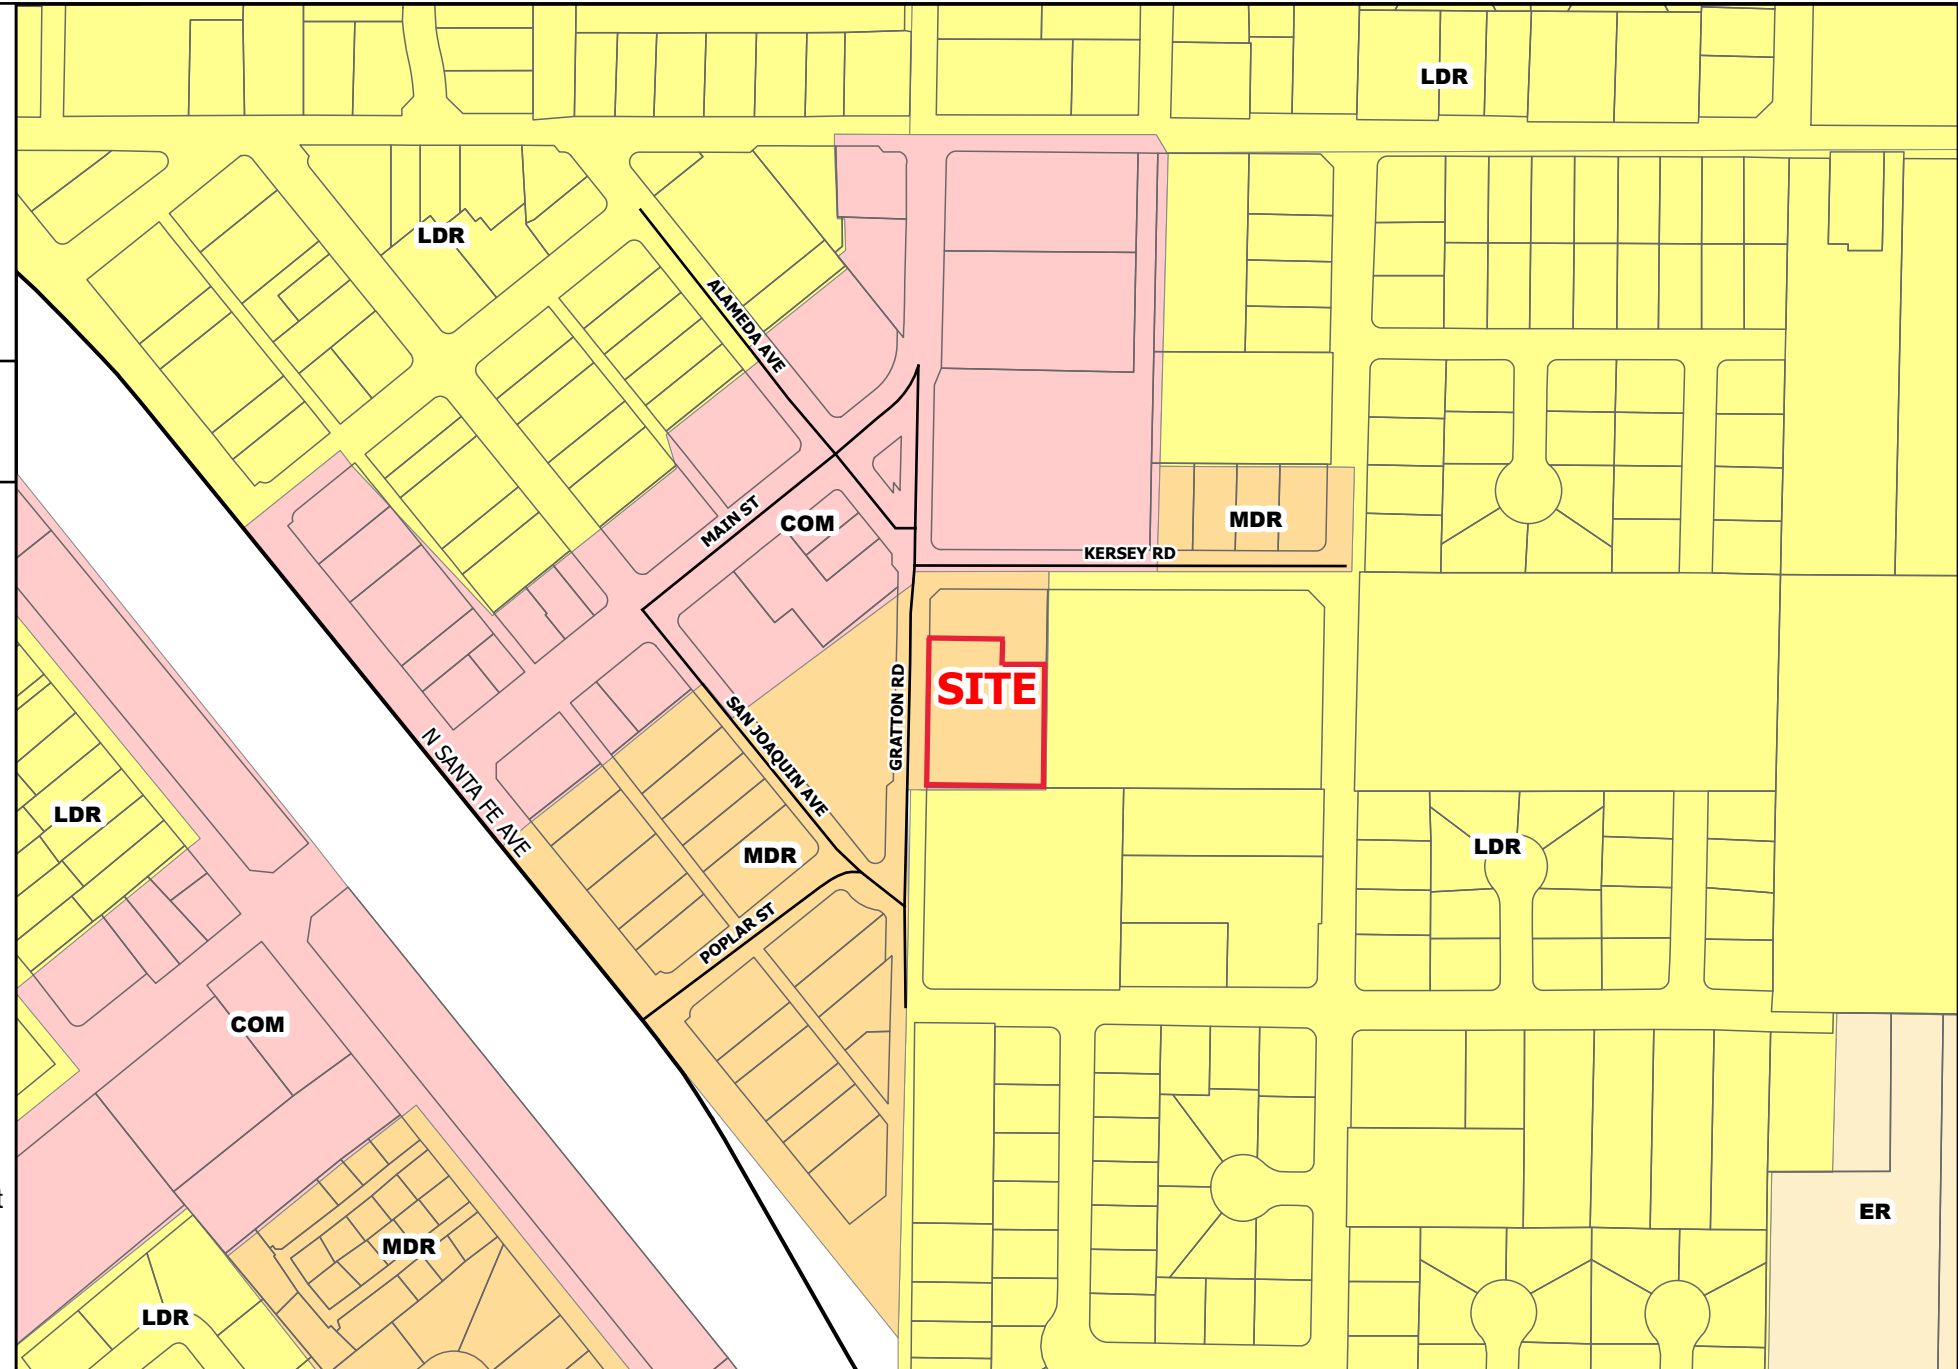 LDR
LDR
ALAMEDA AVE
MAIN ST
COM
MDR
KERSEY RD
SITE
GRATTON RD
SAN JOAQUIN AVE
N SANTA FE AVE
LDR
MDR
LDR
POPLAR ST
COM
ER
MDR
LDR